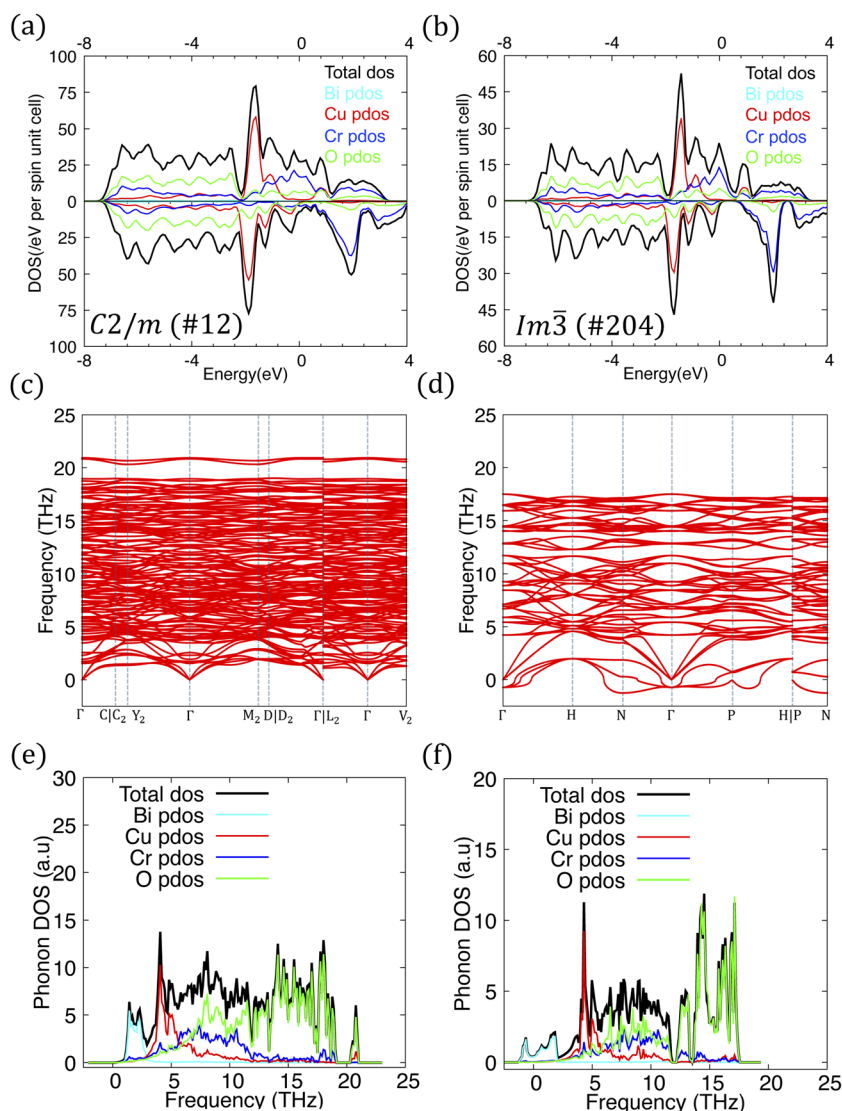 (a)
-8 -4 0 4
100
75
50
25
0
25
50
75
100
DOS(/eV per spin unit cell)
Total dos
Bi pdos
Cu pdos
Cr pdos
O pdos
C2/m (#12)
-8 -4 0 4
Energy(eV)
(b)
-8 -4 0 4
60
45
30
15
0
15
30
45
60
DOS(/eV per spin unit cell)
Total dos
Bi pdos
Cu pdos
Cr pdos
O pdos
Im3̅ (#204)
-8 -4 0 4
Energy(eV)
(c)
25
20
15
10
5
0
Frequency (THz)
Γ C|C₂ Y₂ Γ M₂ D|D₂ Γ|L₂ Γ V₂
(d)
25
20
15
10
5
0
Frequency (THz)
Γ H N Γ P H|P N
(e)
30
25
20
15
10
5
0
Phonon DOS (a.u)
Total dos
Bi pdos
Cu pdos
Cr pdos
O pdos
0 5 10 15 20 25
Frequency (THz)
(f)
20
15
10
5
0
Phonon DOS (a.u)
Total dos
Bi pdos
Cu pdos
Cr pdos
O pdos
0 5 10 15 20 25
Frequency (THz)